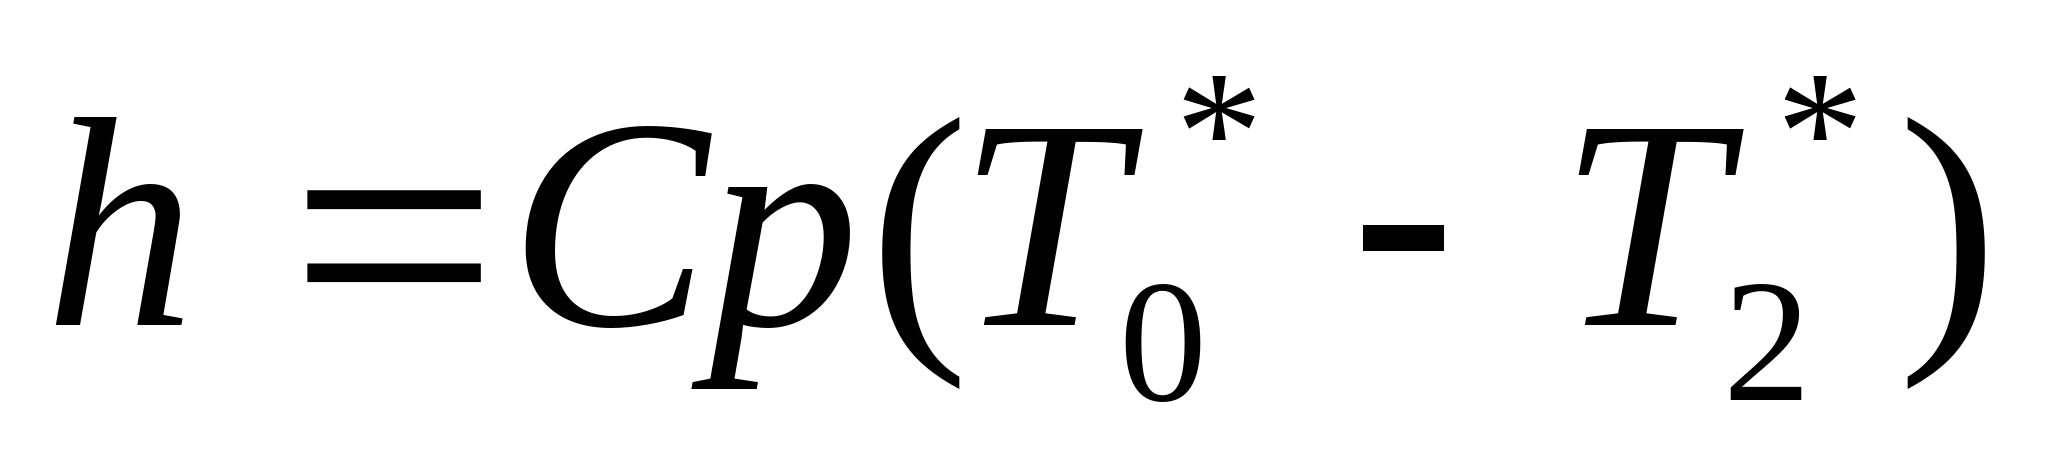 h = Cp(T₀* - T₂*)